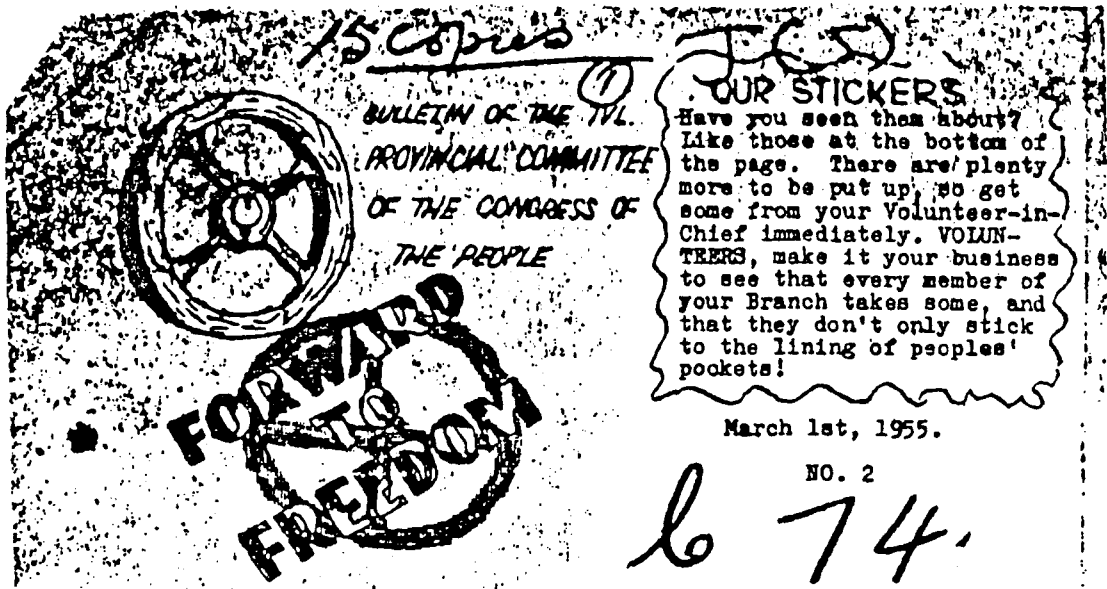 15 Copies
1
BULLETIN OF THE TVL.
PROVINCIAL COMMITTEE
OF THE CONGRESS OF
THE PEOPLE
FORWARD
TO
FREEDOM
OUR STICKERS
Have you seen them about?
Like those at the bottom of
the page. There are plenty
more to be put up, so get
some from your Volunteer-in-
Chief immediately. VOLUN-
TEERS, make it your business
to see that every member of
your Branch takes some, and
that they don't only stick
to the lining of peoples'
pockets!
March 1st, 1955.
NO. 2
74.